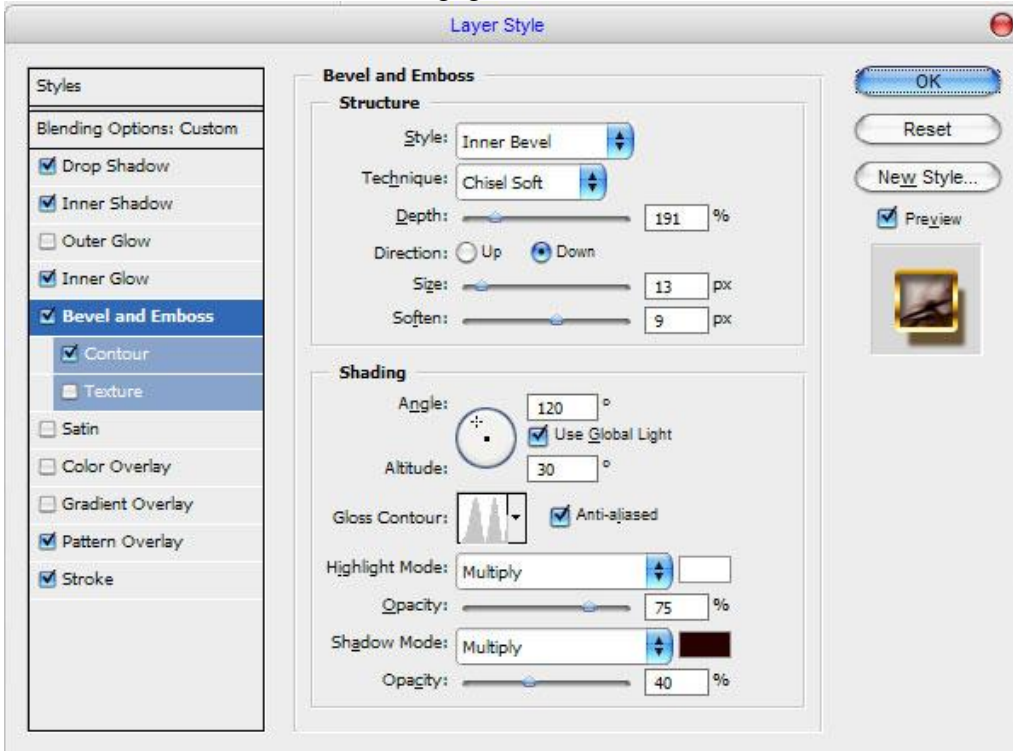 Layer Style
Styles
Blending Options: Custom
Drop Shadow
Inner Shadow
Outer Glow
Inner Glow
Bevel and Emboss
Contour
Texture
Satin
Color Overlay
Gradient Overlay
Pattern Overlay
Stroke
Bevel and Emboss
Structure
Style: Inner Bevel
Technique: Chisel Soft
Depth: 191 %
Direction: Up Down
Size: 13 px
Soften: 9 px
Shading
Angle: 120 °
Use Global Light
Altitude: 30 °
Gloss Contour: Anti-aliased
Highlight Mode: Multiply
Opacity: 75 %
Shadow Mode: Multiply
Opacity: 40 %
OK
Reset
New Style...
Preview